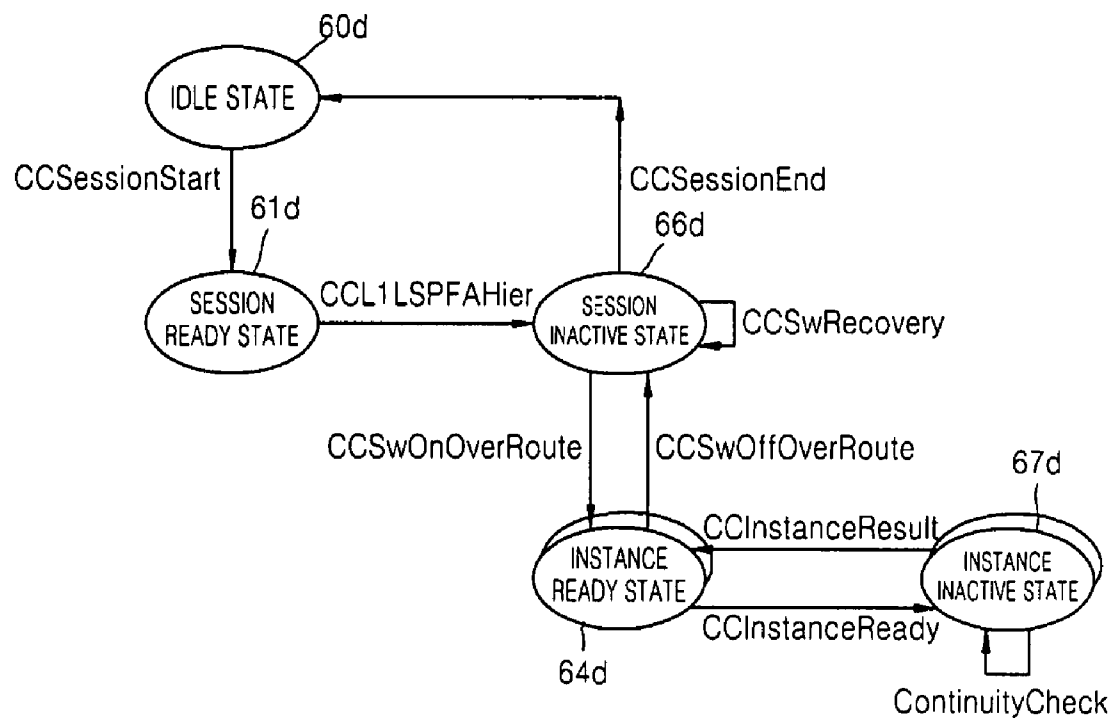 60d
IDLE STATE
CCSessionStart
CCSessionEnd
61d
66d
SESSION
READY STATE
CCL1LSPFAHier
SESSION
INACTIVE STATE
CCSwRecovery
CCSwOnOverRoute
CCSwOffOverRoute
67d
CCInstanceResult
INSTANCE
READY STATE
INSTANCE
INACTIVE STATE
CCInstanceReady
64d
ContinuityCheck